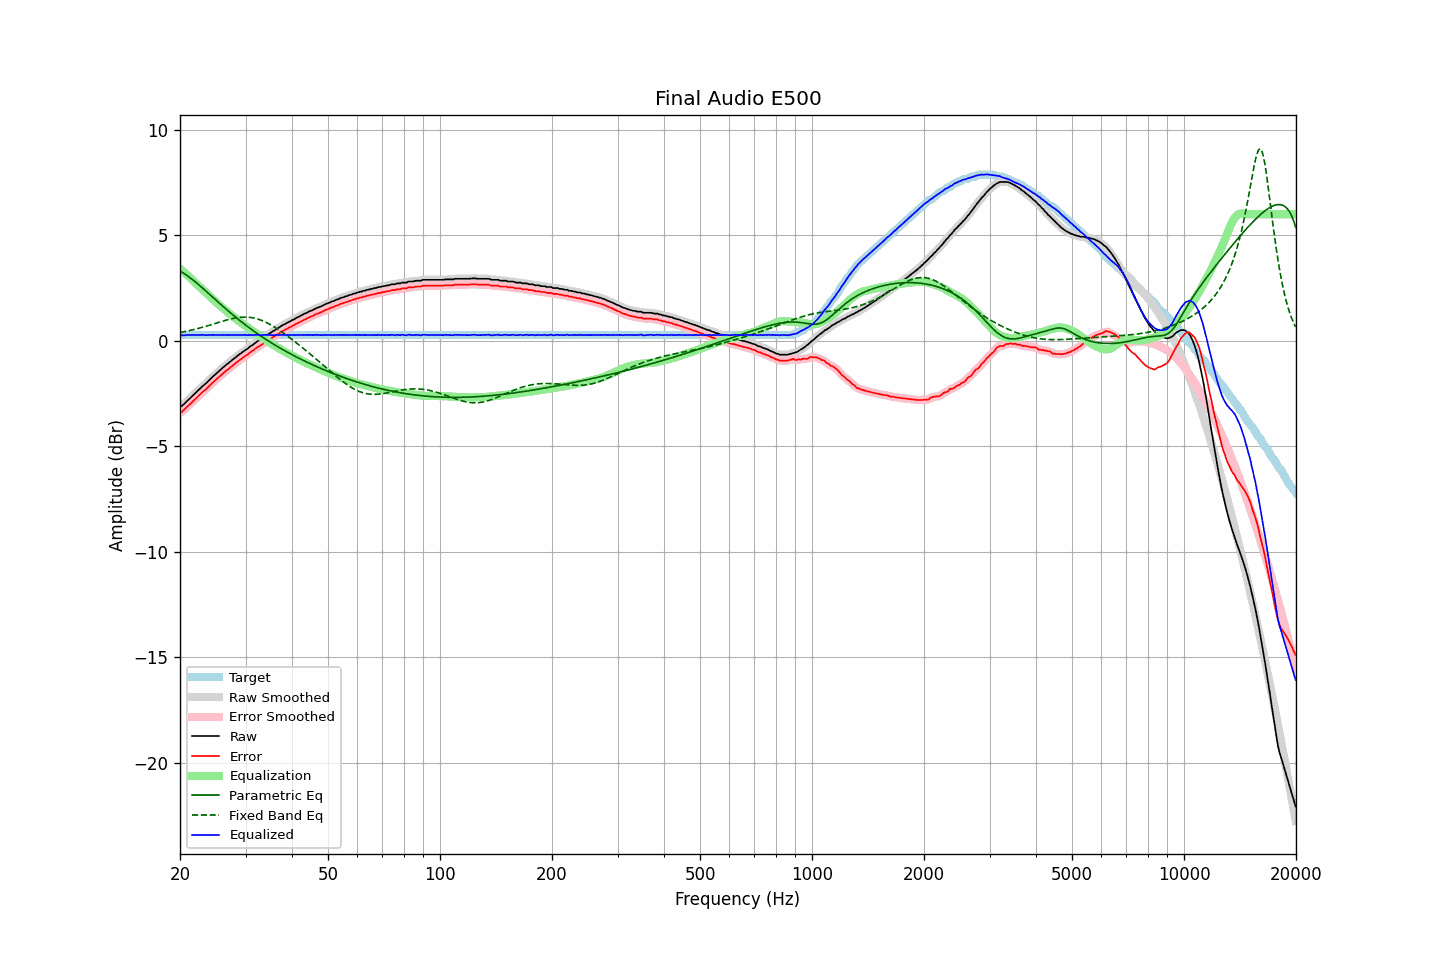 Final Audio E500
Amplitude (dBr)
10
5
0
−5
−10
−15
−20
Target
Raw Smoothed
Error Smoothed
Raw
Error
Equalization
Parametric Eq
Fixed Band Eq
Equalized
20 50 100 200 500 1000 2000 5000 10000 20000
Frequency (Hz)